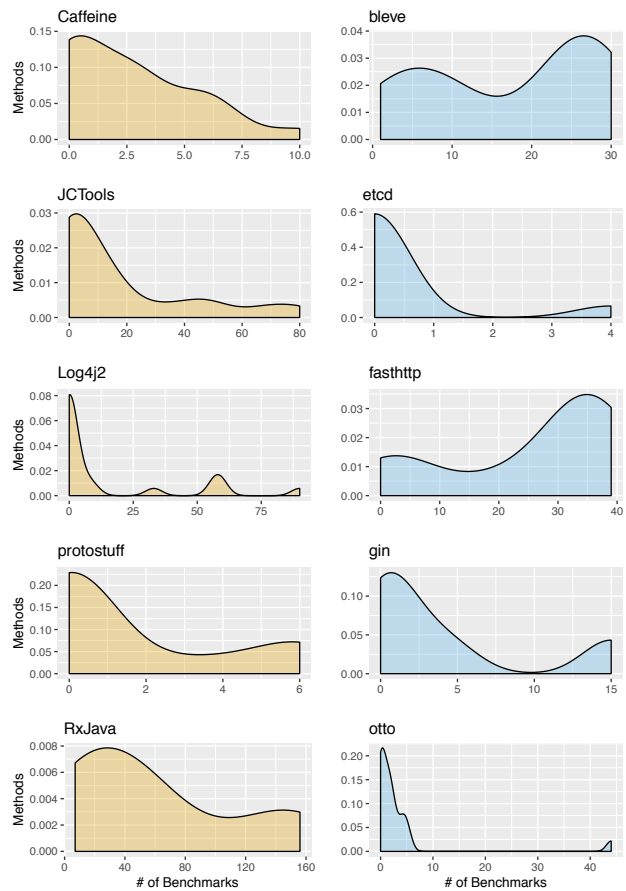 Caffeine
Methods
0.15
0.10
0.05
0.00
0.0 2.5 5.0 7.5 10.0
bleve
0.04
0.03
0.02
0.01
0.00
0 10 20 30
JCTools
Methods
0.03
0.02
0.01
0.00
0 20 40 60 80
etcd
0.6
0.4
0.2
0.0
0 1 2 3 4
Log4j2
Methods
0.08
0.06
0.04
0.02
0.00
0 25 50 75
fasthttp
0.03
0.02
0.01
0.00
0 10 20 30 40
protostuff
Methods
0.20
0.15
0.10
0.05
0.00
0 2 4 6
gin
0.10
0.05
0.00
0 5 10 15
RxJava
Methods
0.008
0.006
0.004
0.002
0.000
0 40 80 120 160
# of Benchmarks
otto
0.20
0.15
0.10
0.05
0.00
0 10 20 30 40
# of Benchmarks